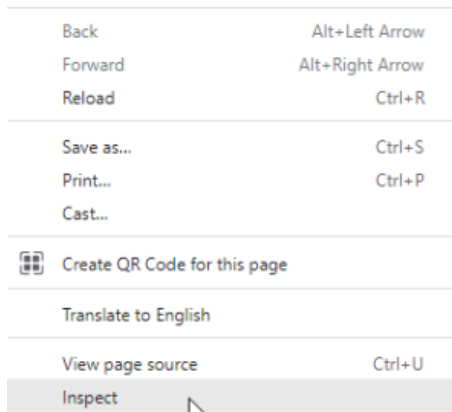 Back Alt+Left Arrow
Forward Alt+Right Arrow
Reload Ctrl+R
Save as... Ctrl+S
Print... Ctrl+P
Cast...
Create QR Code for this page
Translate to English
View page source Ctrl+U
Inspect